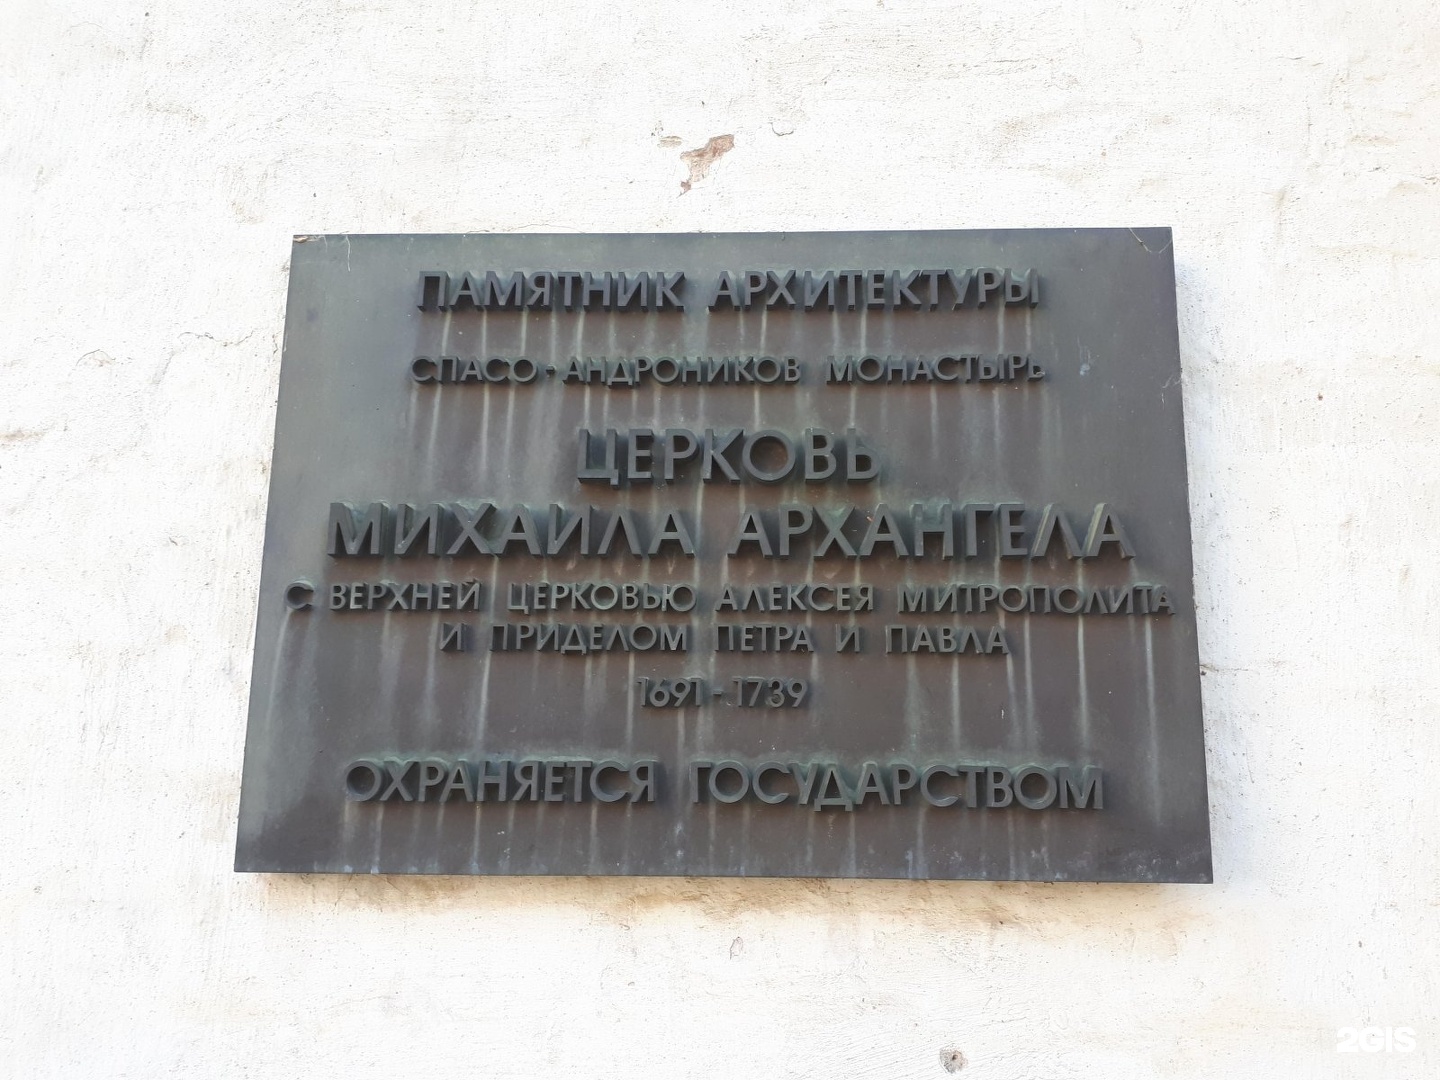 ПАМЯТНИК АРХИТЕКТУРЫ
СПАСО-АНДРОНИКОВ МОНАСТЫРЬ
ЦЕРКОВЬ
МИХАИЛА АРХАНГЕЛА
С ВЕРХНЕЙ ЦЕРКОВЬЮ АЛЕКСЕЯ МИТРОПОЛИТА
И ПРИДЕЛОМ ПЕТРА И ПАВЛА
1691-1739
ОХРАНЯЕТСЯ ГОСУДАРСТВОМ
2GIS